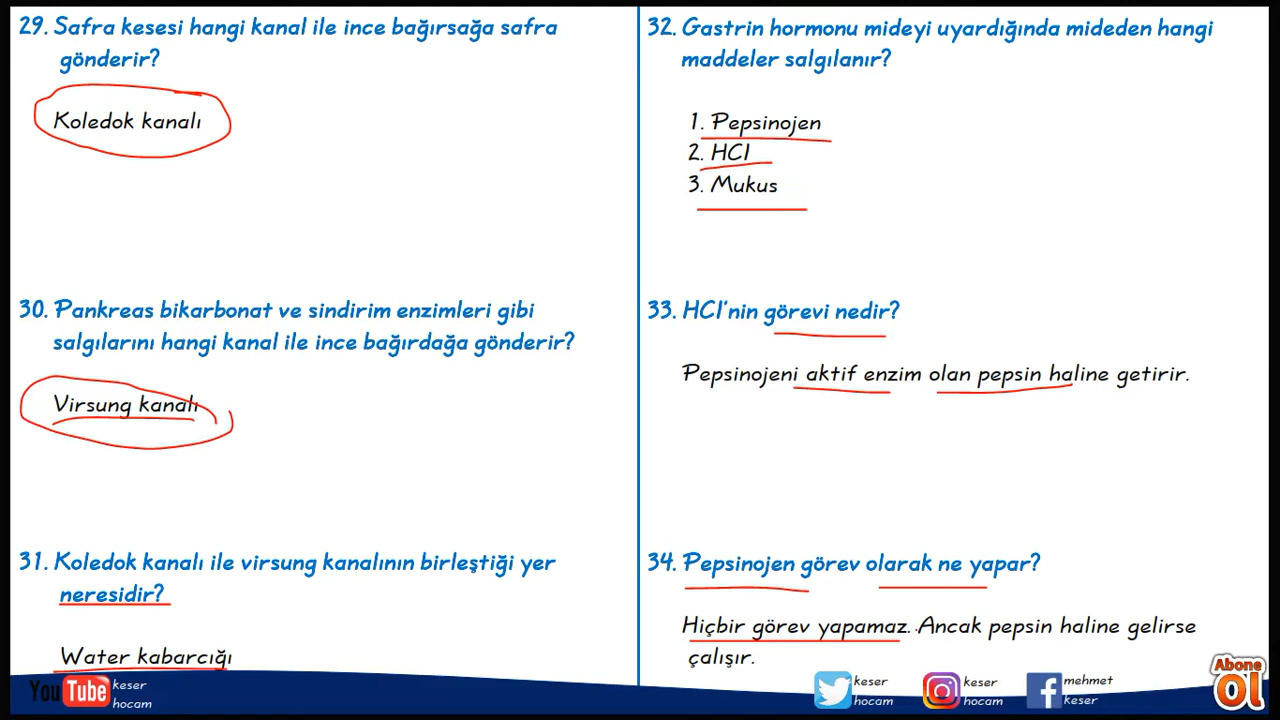 29. Safra kesesi hangi kanal ile ince bağırsağa safra
gönderir?
Koledok kanalı
30. Pankreas bikarbonat ve sindirim enzimleri gibi
salgılarını hangi kanal ile ince bağırdağa gönderir?
Virsung kanalı
31. Koledok kanalı ile virsung kanalının birleştiği yer
neresidir?
Water kabarcığı
32. Gastrin hormonu mideyi uyardığında mideden hangi
maddeler salgılanır?
1. Pepsinojen
2. HCl
3. Mukus
33. HCl'nin görevi nedir?
Pepsinojeni aktif enzim olan pepsin haline getirir.
34. Pepsinojen görev olarak ne yapar?
Hiçbir görev yapamaz. Ancak pepsin haline gelirse
çalışır.
YouTube
keser
hocam
keser
hocam
keser
hocam
mehmet
keser
Abone
Ol